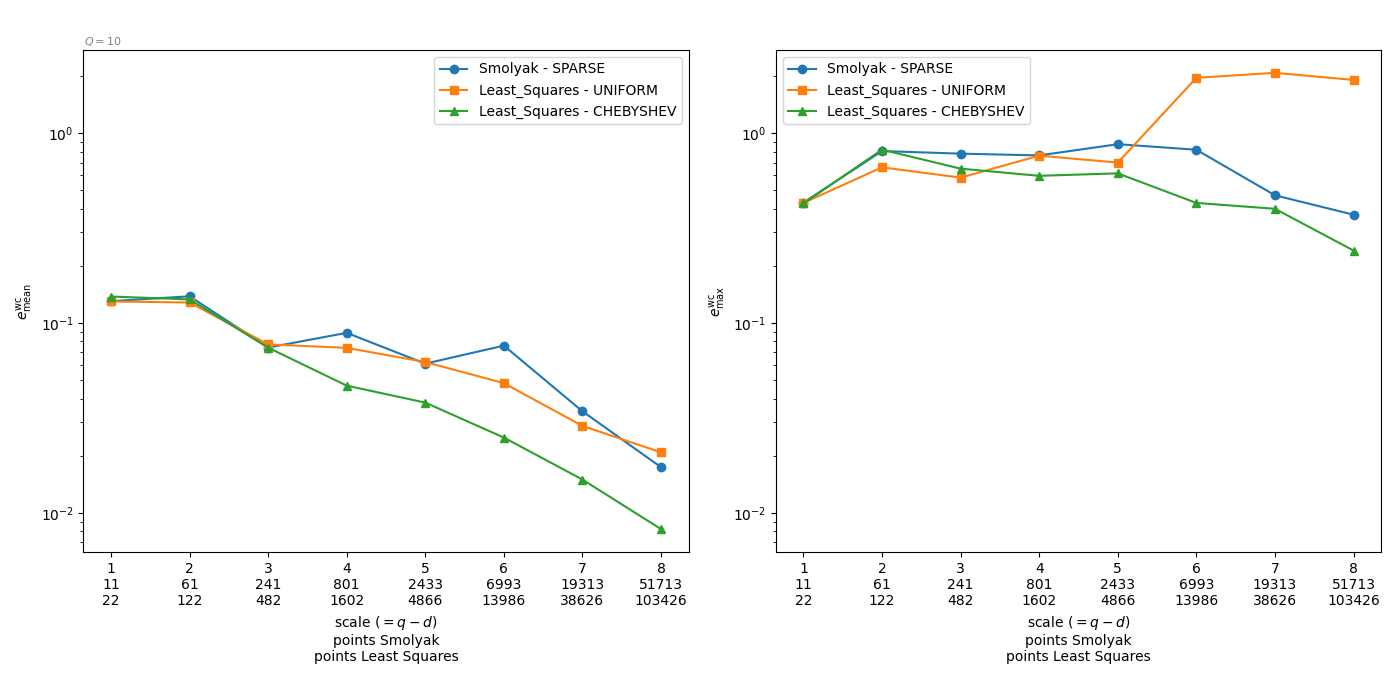 Q = 10
Smolyak - SPARSE
Least_Squares - UNIFORM
Least_Squares - CHEBYSHEV
10^0
10^-1
10^-2
e_mean^wc
1 2 3 4 5 6 7 8
11 61 241 801 2433 6993 19313 51713
22 122 482 1602 4866 13986 38626 103426
scale (= q − d)
points Smolyak
points Least Squares
Smolyak - SPARSE
Least_Squares - UNIFORM
Least_Squares - CHEBYSHEV
10^0
10^-1
10^-2
e_max^wc
1 2 3 4 5 6 7 8
11 61 241 801 2433 6993 19313 51713
22 122 482 1602 4866 13986 38626 103426
scale (= q − d)
points Smolyak
points Least Squares